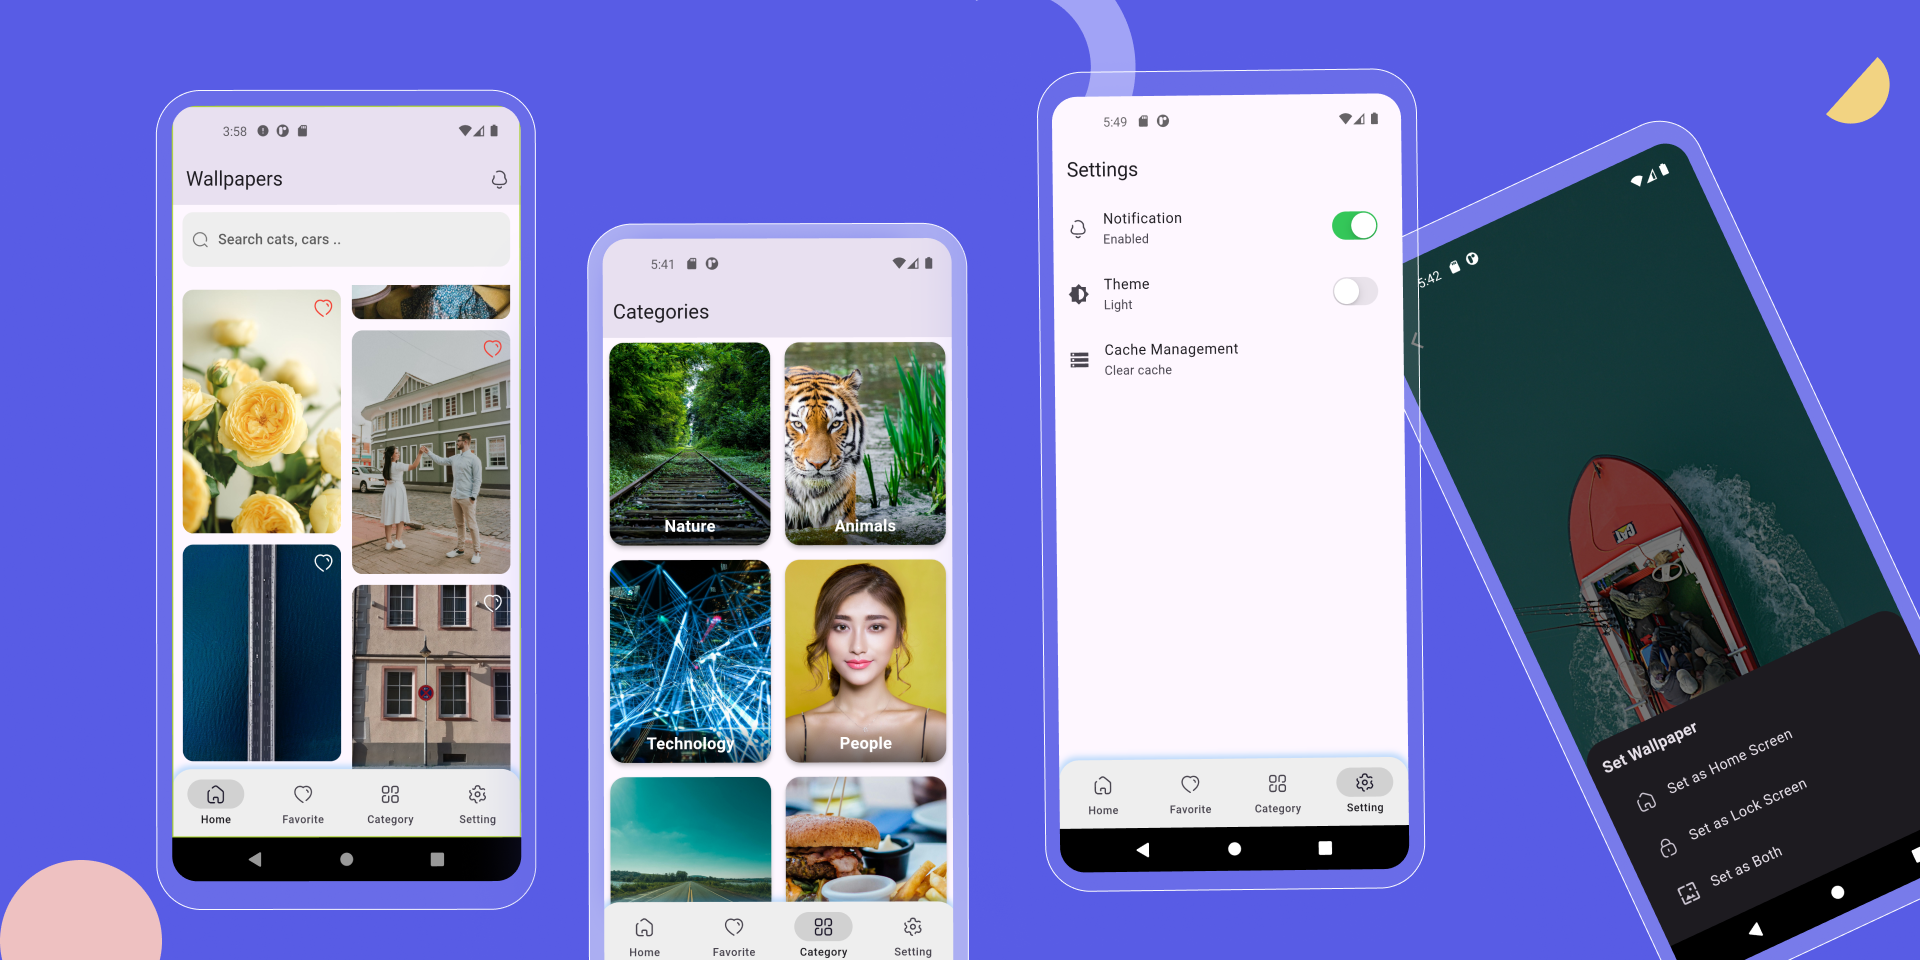 3:58
Wallpapers
Search cats, cars ..
Home
Favorite
Category
Setting
5:41
Categories
Nature
Animals
Technology
People
Home
Favorite
Category
Setting
5:49
Settings
Notification
Enabled
Theme
Light
Cache Management
Clear cache
Home
Favorite
Category
Setting
5:42
CAT
Set Wallpaper
Set as Home Screen
Set as Lock Screen
Set as Both